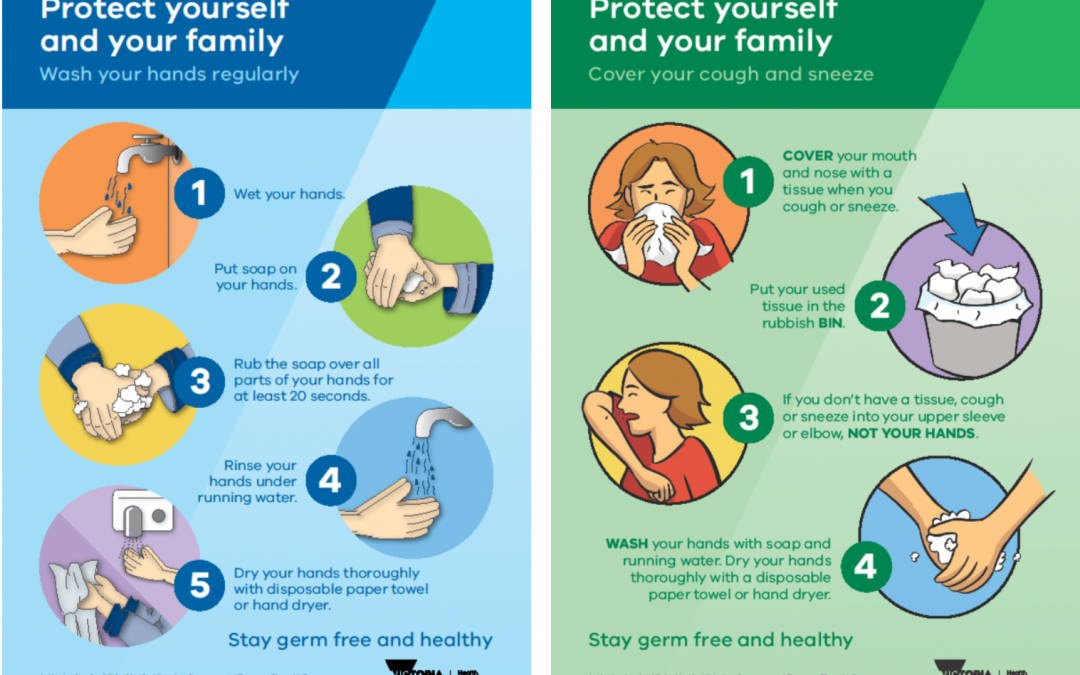 Protect yourself
and your family
Wash your hands regularly
1
Wet your hands.
Put soap on
your hands.
2
3
Rub the soap over all
parts of your hands for
at least 20 seconds.
Rinse your
hands under
running water.
4
5
Dry your hands thoroughly
with disposable paper towel
or hand dryer.
Stay germ free and healthy
VICTORIA
Health
Protect yourself
and your family
Cover your cough and sneeze
1
COVER your mouth
and nose with a
tissue when you
cough or sneeze.
Put your used
tissue in the
rubbish BIN.
2
3
If you don't have a tissue, cough
or sneeze into your upper sleeve
or elbow, NOT YOUR HANDS.
WASH your hands with soap and
running water. Dry your hands
thoroughly with a disposable
paper towel or hand dryer.
4
Stay germ free and healthy
VICTORIA
Health